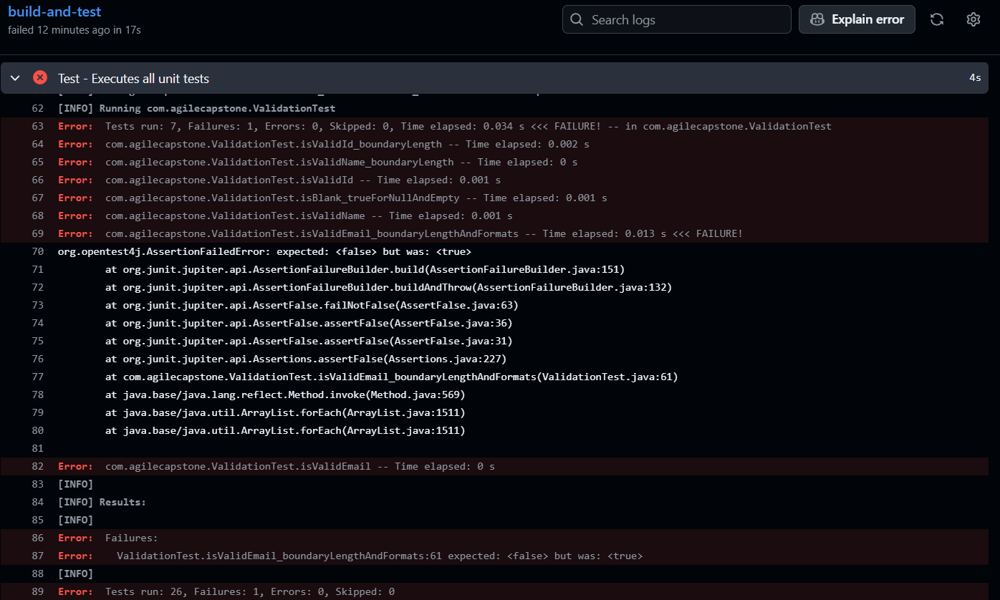 build-and-test
failed 12 minutes ago in 17s
Search logs
Explain error
Test - Executes all unit tests
4s
62 [INFO] Running com.agilecapstone.ValidationTest
63 Error: Tests run: 7, Failures: 1, Errors: 0, Skipped: 0, Time elapsed: 0.034 s <<< FAILURE! -- in com.agilecapstone.ValidationTest
64 Error: com.agilecapstone.ValidationTest.isValidId_boundaryLength -- Time elapsed: 0.002 s
65 Error: com.agilecapstone.ValidationTest.isValidName_boundaryLength -- Time elapsed: 0 s
66 Error: com.agilecapstone.ValidationTest.isValidId -- Time elapsed: 0.001 s
67 Error: com.agilecapstone.ValidationTest.isBlank_trueForNullAndEmpty -- Time elapsed: 0.001 s
68 Error: com.agilecapstone.ValidationTest.isValidName -- Time elapsed: 0.001 s
69 Error: com.agilecapstone.ValidationTest.isValidEmail_boundaryLengthAndFormats -- Time elapsed: 0.013 s <<< FAILURE!
70 org.opentest4j.AssertionFailedError: expected: <false> but was: <true>
71 at org.junit.jupiter.api.AssertionFailureBuilder.build(AssertionFailureBuilder.java:151)
72 at org.junit.jupiter.api.AssertionFailureBuilder.buildAndThrow(AssertionFailureBuilder.java:132)
73 at org.junit.jupiter.api.AssertFalse.failNotFalse(AssertFalse.java:63)
74 at org.junit.jupiter.api.AssertFalse.assertFalse(AssertFalse.java:36)
75 at org.junit.jupiter.api.AssertFalse.assertFalse(AssertFalse.java:31)
76 at org.junit.jupiter.api.Assertions.assertFalse(Assertions.java:227)
77 at com.agilecapstone.ValidationTest.isValidEmail_boundaryLengthAndFormats(ValidationTest.java:61)
78 at java.base/java.lang.reflect.Method.invoke(Method.java:569)
79 at java.base/java.util.ArrayList.forEach(ArrayList.java:1511)
80 at java.base/java.util.ArrayList.forEach(ArrayList.java:1511)
81
82 Error: com.agilecapstone.ValidationTest.isValidEmail -- Time elapsed: 0 s
83 [INFO]
84 [INFO] Results:
85 [INFO]
86 Error: Failures:
87 Error: ValidationTest.isValidEmail_boundaryLengthAndFormats:61 expected: <false> but was: <true>
88 [INFO]
89 Error: Tests run: 26, Failures: 1, Errors: 0, Skipped: 0